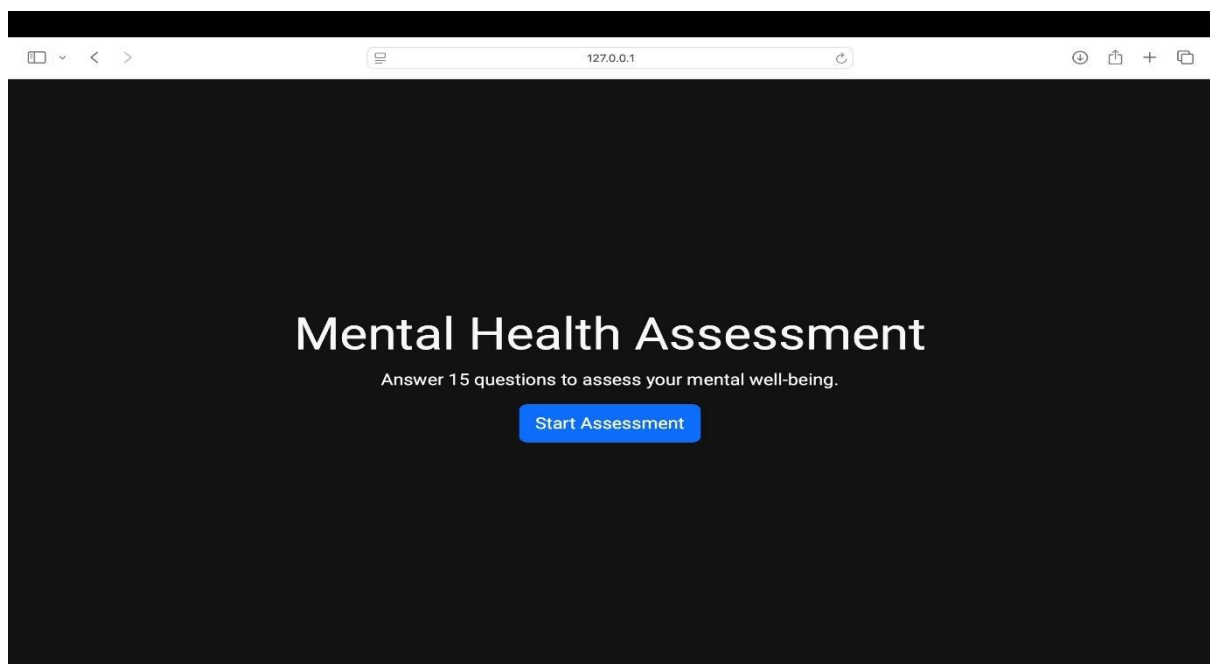 127.0.0.1
Mental Health Assessment
Answer 15 questions to assess your mental well-being.
Start Assessment